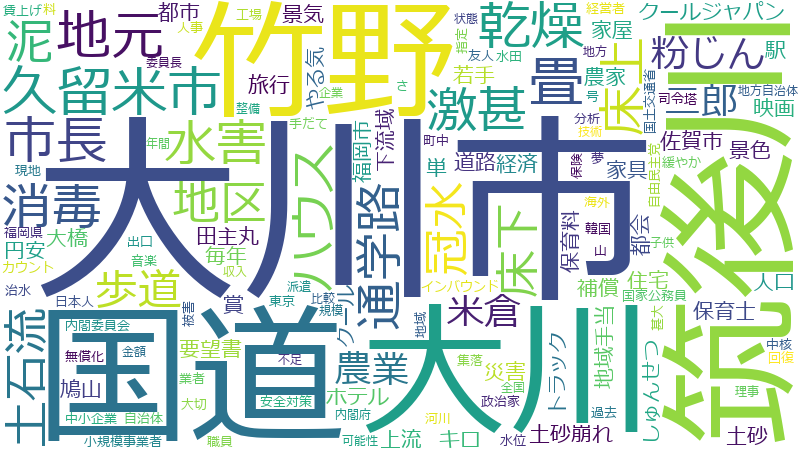 賃上げ
料
都市
景気
竹野
乾燥
経営者
状態
クールジャパン
工場
人事
泥
地元
やる気
指定
友人
水田
地方
家屋
床上
粉じん
駅
委員長
久留米市
旅行
企業
若手
畳
さ
農家
号
国土交通省
地方自治体
司令塔
三郎
映画
整備
手だて
激甚
分析
技術
市長
水害
年間
福岡市
下流域
町中
保険
夢
自由民主党
佐賀市
景色
大川市
国道
大川
筑後川
現地
消毒
地区
ハウス
通学路
冠水
単
道路
経済
床下
家具
緩やか
福岡県
円安
大橋
田主丸
毎年
海外
保育料
韓国
山
都会
子供
カウント
出口
音楽
収入
歩道
インバウンド
人口
治水
日本人
派遣
東京
比較
規模
クール
地域
米倉
補償
住宅
国家公務員
保育士
土石流
内閣委員会
被害
賞
無償化
金額
要望書
不足
農業
集落
災害
全国
トラック
地域手当
甚大
中核
回復
しゅんせつ
鳩山
業者
大切
安全対策
ホテル
内閣府
政治家
過去
理事
中小企業
自治体
小規模事業者
職員
可能性
上流
河川
キロ
水位
土砂崩れ
土砂